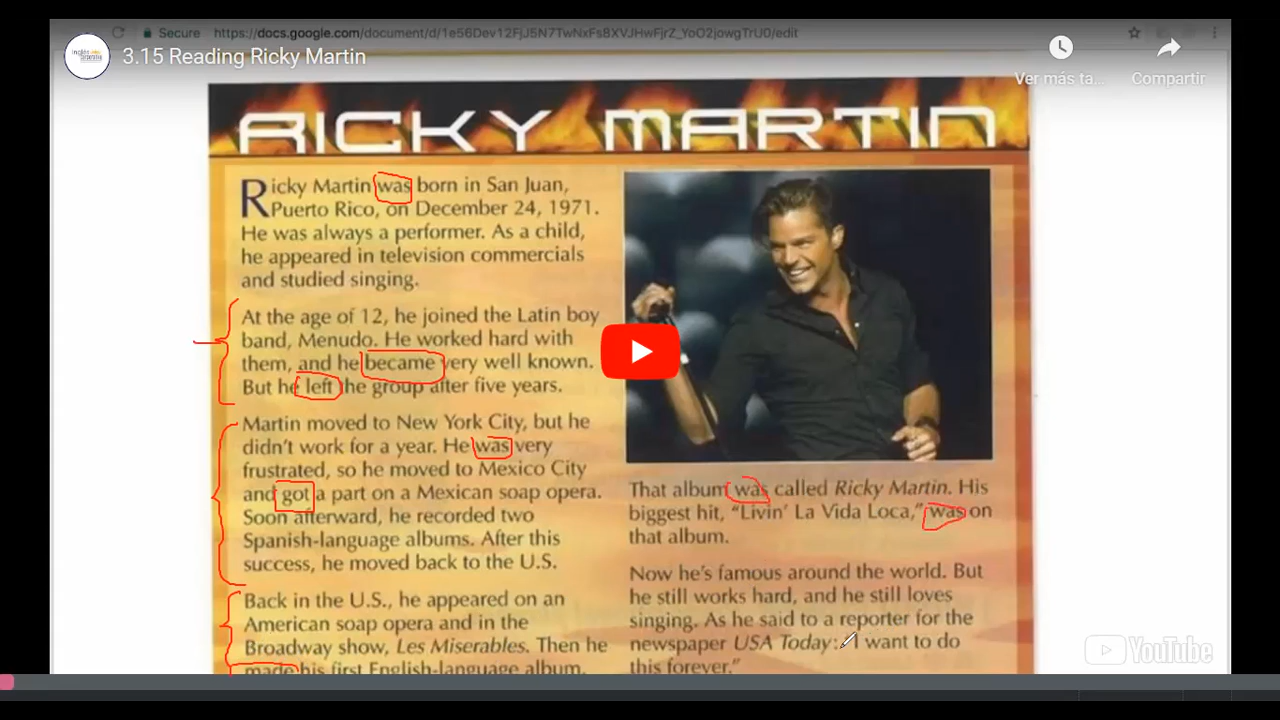 Secure https://docs.google.com/document/d/1e56Dev12FjJ5N7TwNxFs8XVJHwFjrZ_YoO2jowgTrU0/edit
3.15 Reading Ricky Martin
Ver más ta...
Compartir
RICKY MARTIN
Ricky Martin was born in San Juan,
Puerto Rico, on December 24, 1971.
He was always a performer. As a child,
he appeared in television commercials
and studied singing.
At the age of 12, he joined the Latin boy
band, Menudo. He worked hard with
them, and he became very well known.
But he left the group after five years.
Martin moved to New York City, but he
didn't work for a year. He was very
frustrated, so he moved to Mexico City
and got a part on a Mexican soap opera.
Soon afterward, he recorded two
Spanish-language albums. After this
success, he moved back to the U.S.
Back in the U.S., he appeared on an
American soap opera and in the
Broadway show, Les Miserables. Then he
made his first English-language album.
That album was called Ricky Martin. His
biggest hit, "Livin' La Vida Loca," was on
that album.
Now he's famous around the world. But
he still works hard, and he still loves
singing. As he said to a reporter for the
newspaper USA Today: "I want to do
this forever."
YouTube